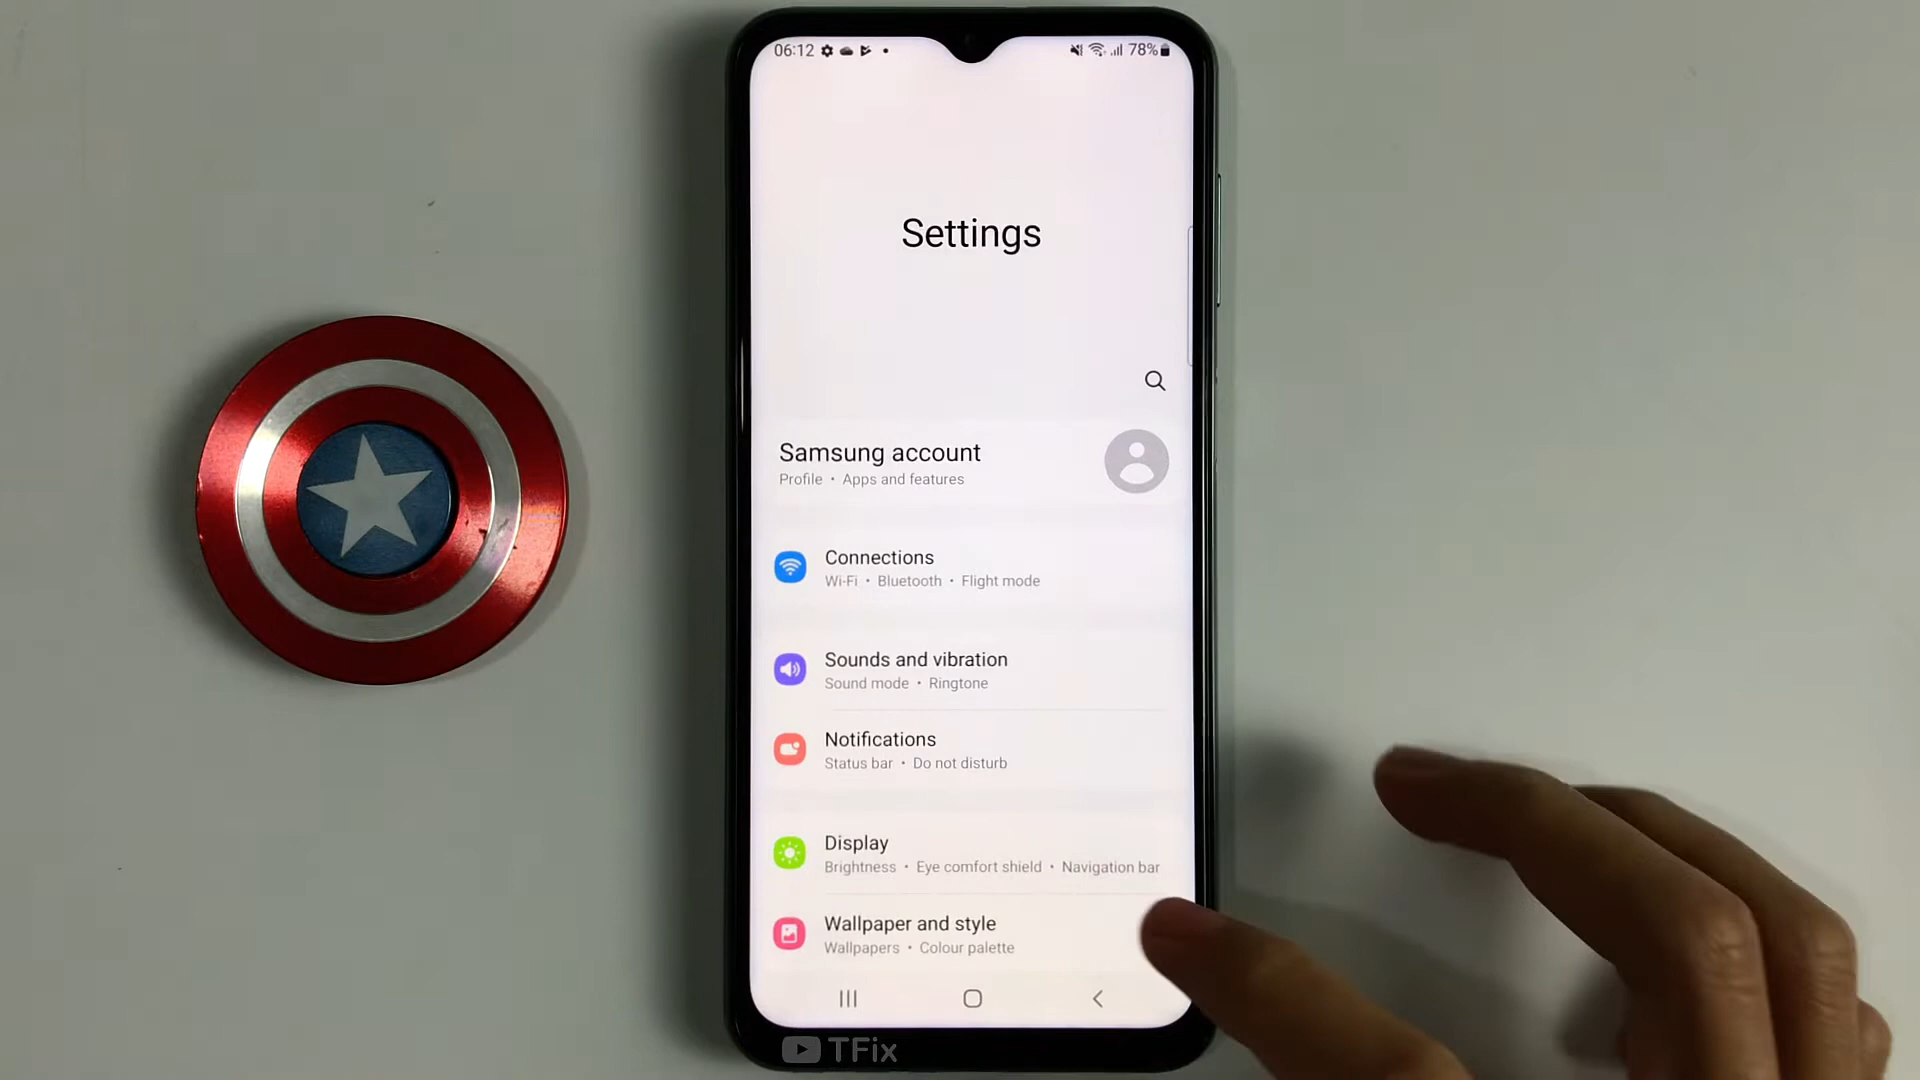 06:12 78%
Settings
Samsung account
Profile • Apps and features
Connections
Wi-Fi • Bluetooth • Flight mode
Sounds and vibration
Sound mode • Ringtone
Notifications
Status bar • Do not disturb
Display
Brightness • Eye comfort shield • Navigation bar
Wallpaper and style
Wallpapers • Colour palette
TFix